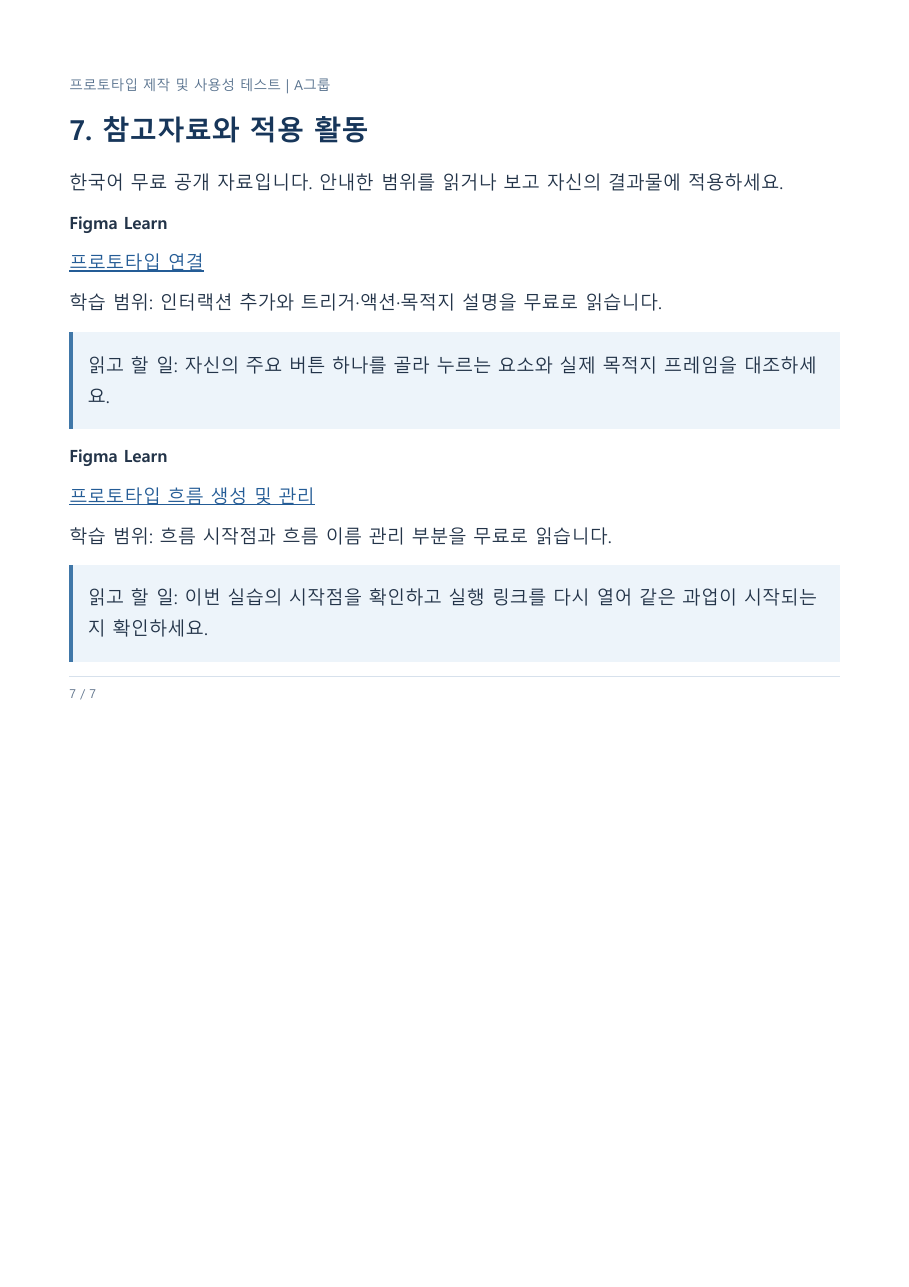 프로토타입 제작 및 사용성 테스트 | A그룹
7. 참고자료와 적용 활동
한국어 무료 공개 자료입니다. 안내한 범위를 읽거나 보고 자신의 결과물에 적용하세요.
Figma Learn
프로토타입 연결
학습 범위: 인터랙션 추가와 트리거·액션·목적지 설명을 무료로 읽습니다.
읽고 할 일: 자신의 주요 버튼 하나를 골라 누르는 요소와 실제 목적지 프레임을 대조하세
요.
Figma Learn
프로토타입 흐름 생성 및 관리
학습 범위: 흐름 시작점과 흐름 이름 관리 부분을 무료로 읽습니다.
읽고 할 일: 이번 실습의 시작점을 확인하고 실행 링크를 다시 열어 같은 과업이 시작되는
지 확인하세요.
7 / 7